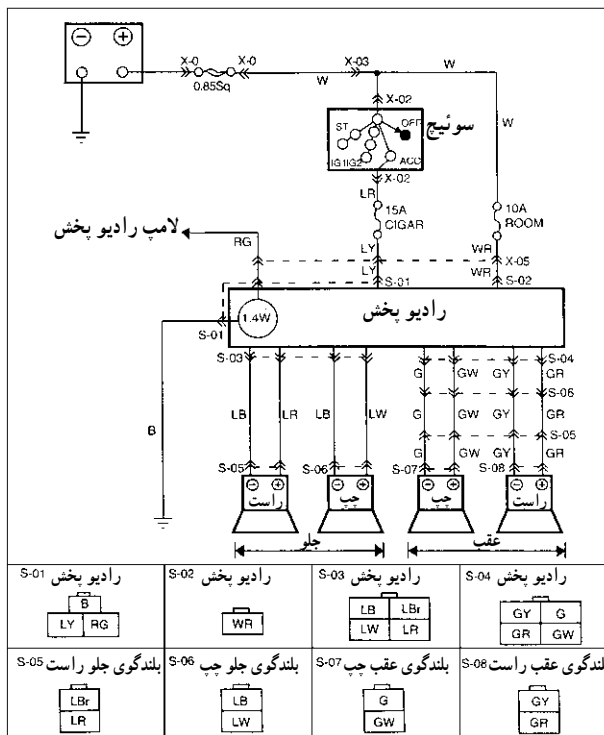 ⊖ ⊕
X-0 X-0 X-03 W
0.85Sq W
X-02
W
ST OFF سوئیچ
IG1 IG2 ACC
X-02
LR
15A 10A
CIGAR ROOM
لامپ رادیو پخش
RG LY WR X-05
LY WR
S-01 S-02
رادیو پخش
1.4W
S-01
S-03 S-04
G GW GY GR
S-06
B LB LR LB LW G GW GY GR
S-05
G GW GY GR
S-05 S-06 S-07 S-08
⊖ ⊕ ⊖ ⊕ ⊖ ⊕ ⊖ ⊕
راست چپ چپ راست
جلو عقب
S-01 رادیو پخش
B
LY RG
S-02 رادیو پخش
WR
S-03 رادیو پخش
LB LBr
LW LR
S-04 رادیو پخش
GY G
GR GW
S-05 بلندگوی جلو راست
LBr
LR
S-06 بلندگوی جلو چپ
LB
LW
S-07 بلندگوی عقب چپ
G
GW
S-08 بلندگوی عقب راست
GY
GR